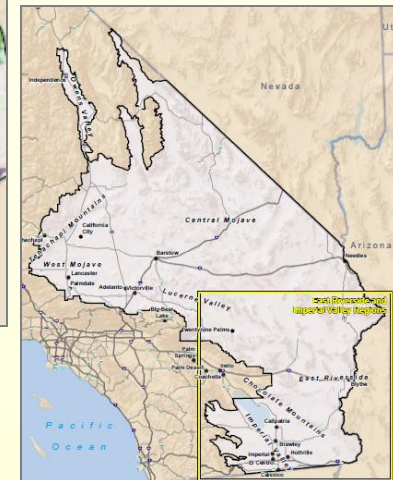 Nevada
Independence
Owens Valley
Central Mojave
Arizona
Tehachapi Mountains
California
City
Needles
Barstow
West Mojave
Lancaster
Palmdale
Adelanto
Victorville
Lucerne Valley
East Riverside and
Imperial Valley Regions
Big Bear
Lake
Twentynine Palms
Palm
Springs
Palm Desert
Indio
Coachella
East Riverside
Blythe
Chocolate Mountains
Pacific
Ocean
Calipatria
Imperial Valley
Brawley
Imperial
Holtville
El Centro
Calexico